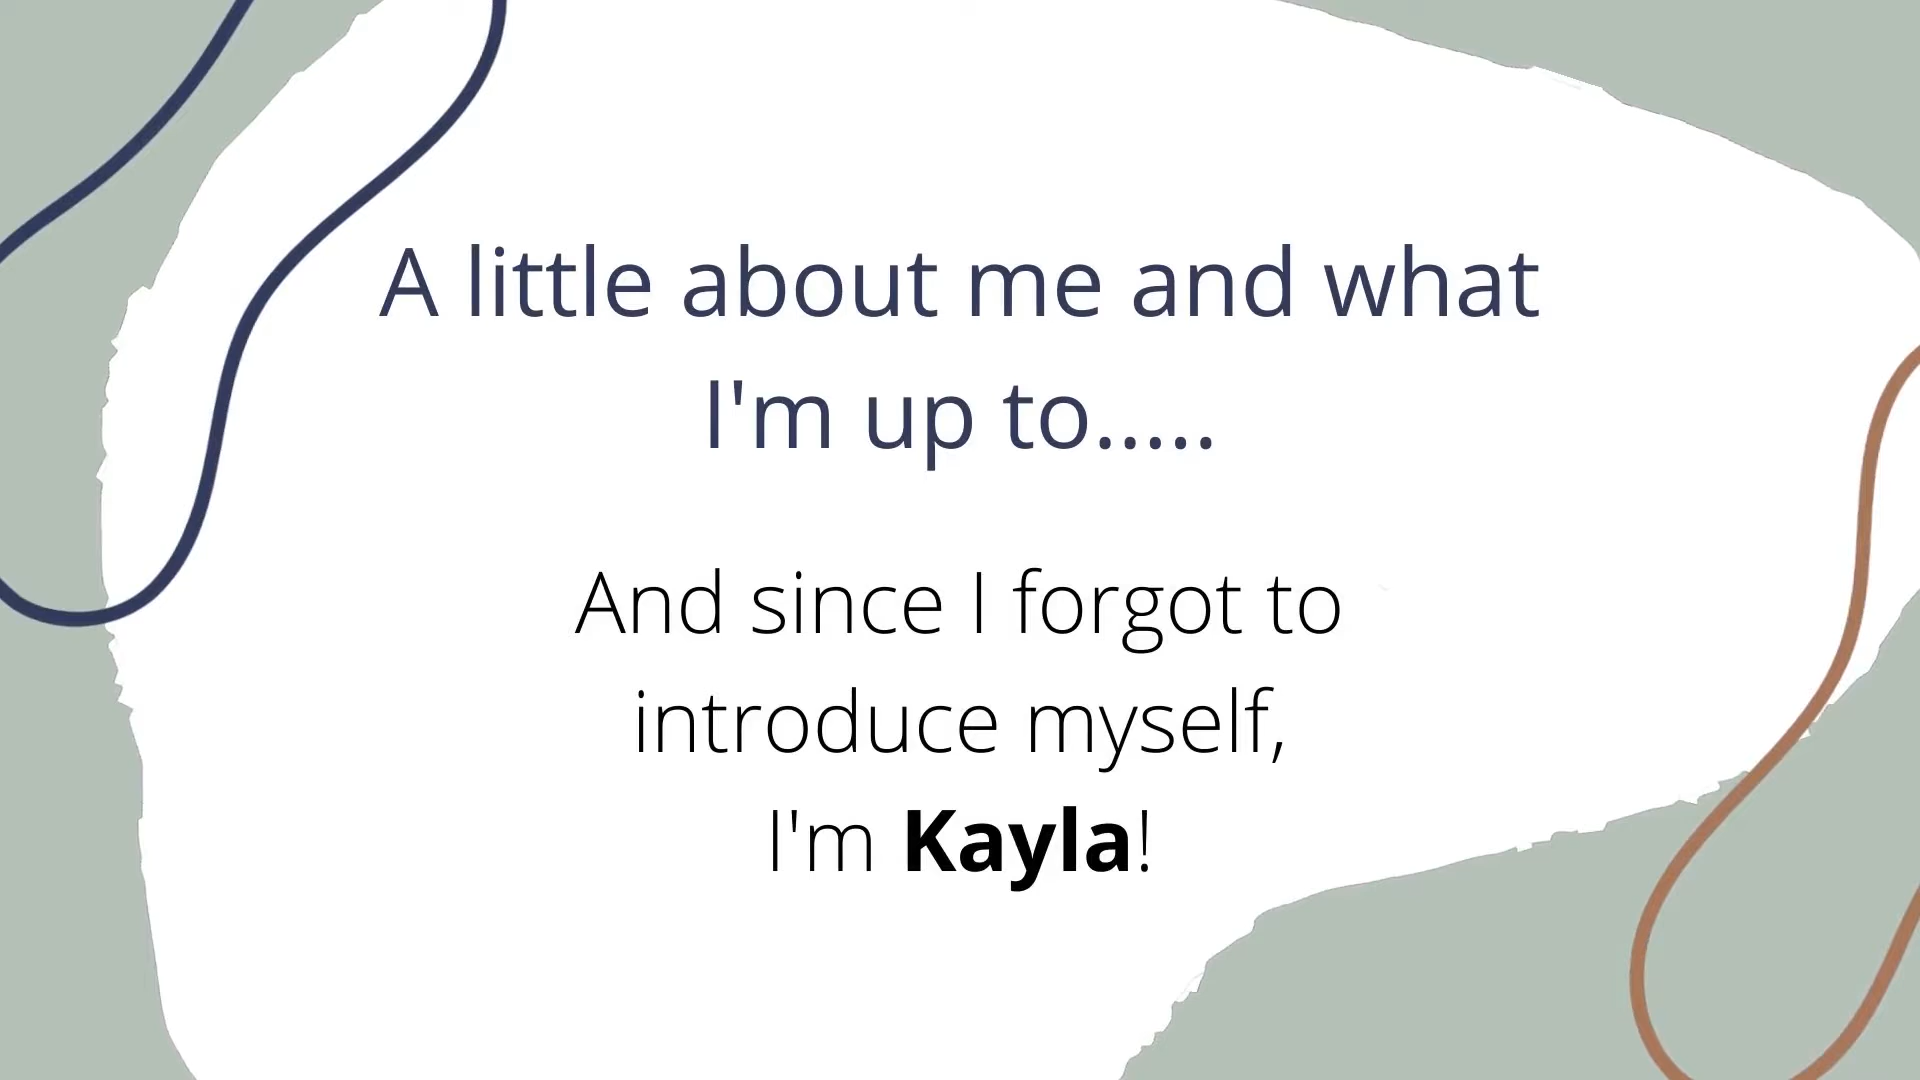 A little about me and what
I'm up to.....
And since I forgot to
introduce myself,
I'm Kayla!